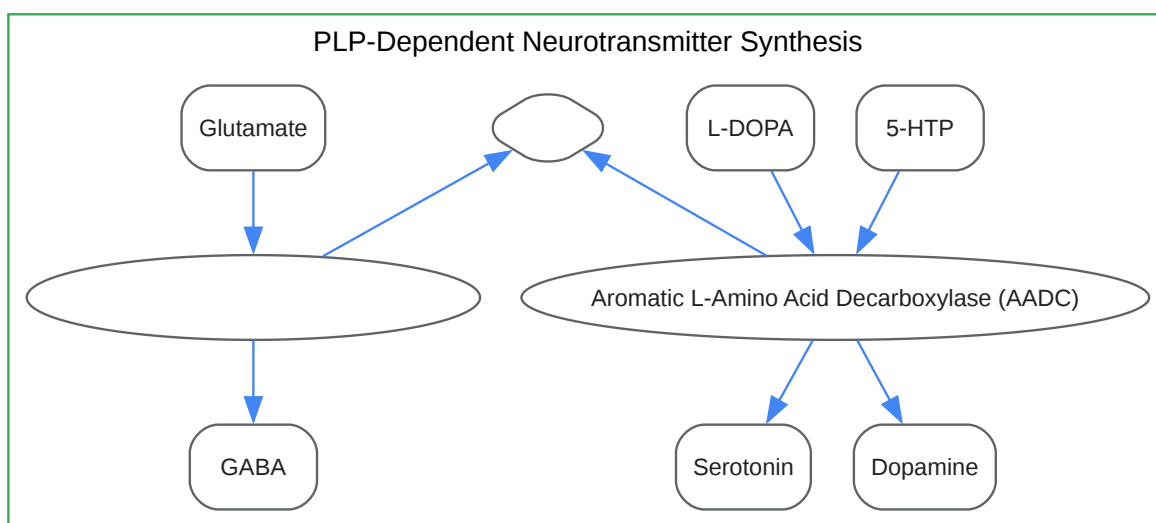 PLP-Dependent Neurotransmitter Synthesis
Glutamate
L-DOPA
5-HTP
Aromatic L-Amino Acid Decarboxylase (AADC)
GABA
Serotonin
Dopamine